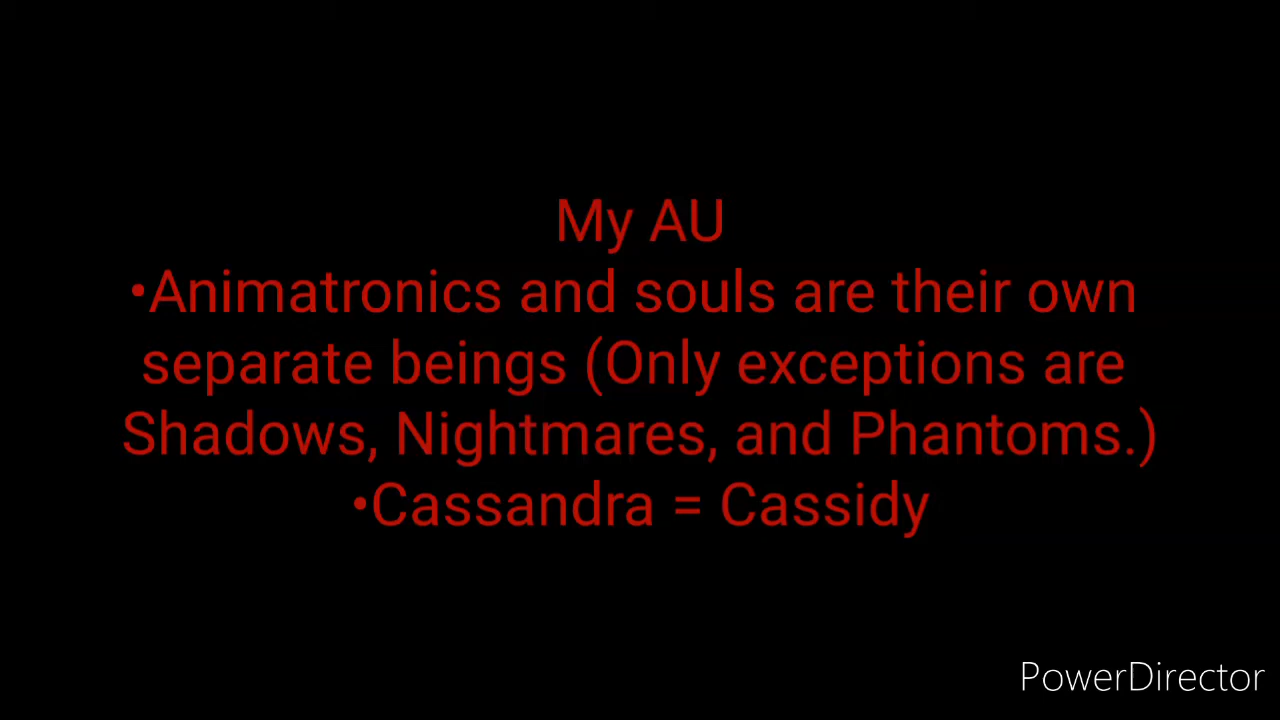 My AU
•Animatronics and souls are their own
separate beings (Only exceptions are
Shadows, Nightmares, and Phantoms.)
•Cassandra = Cassidy
PowerDirector